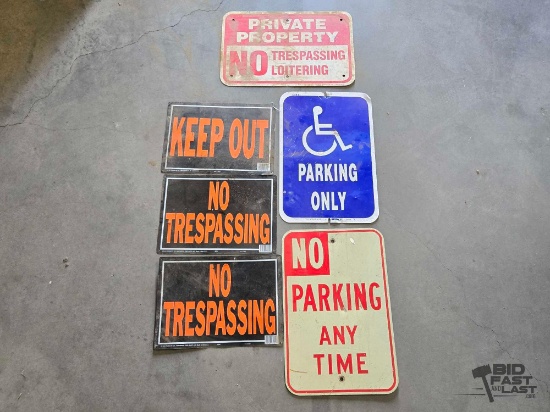 PRIVATE
PROPERTY
NO TRESPASSING
LOITERING
KEEP OUT
PARKING
ONLY
NO
TRESPASSING
NO
TRESPASSING
NO
PARKING
ANY
TIME
BID
FAST
AND
LAST